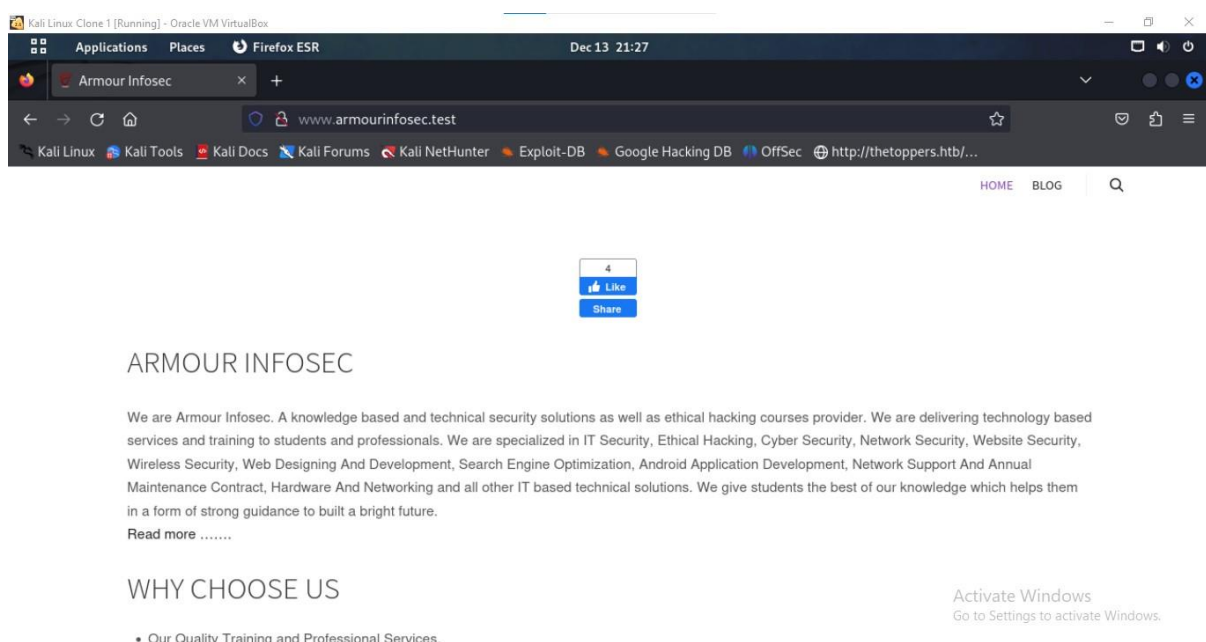 Kali Linux Clone 1 [Running] - Oracle VM VirtualBox
Applications Places Firefox ESR Dec 13 21:27
Armour Infosec
www.armourinfosec.test
Kali Linux Kali Tools Kali Docs Kali Forums Kali NetHunter Exploit-DB Google Hacking DB OffSec http://thetoppers.htb/...
HOME BLOG
4
Like
Share
ARMOUR INFOSEC
We are Armour Infosec. A knowledge based and technical security solutions as well as ethical hacking courses provider. We are delivering technology based
services and training to students and professionals. We are specialized in IT Security, Ethical Hacking, Cyber Security, Network Security, Website Security,
Wireless Security, Web Designing And Development, Search Engine Optimization, Android Application Development, Network Support And Annual
Maintenance Contract, Hardware And Networking and all other IT based technical solutions. We give students the best of our knowledge which helps them
in a form of strong guidance to built a bright future.
Read more .......
WHY CHOOSE US
• Our Quality Training and Professional Services
Activate Windows
Go to Settings to activate Windows.